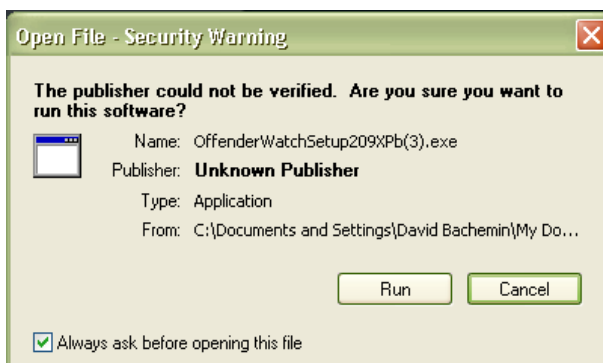 Open File - Security Warning
The publisher could not be verified.  Are you sure you want to
run this software?
Name: OffenderWatchSetup209XPb(3).exe
Publisher: Unknown Publisher
Type: Application
From: C:\Documents and Settings\David Bachemin\My Do...
Run Cancel
Always ask before opening this file